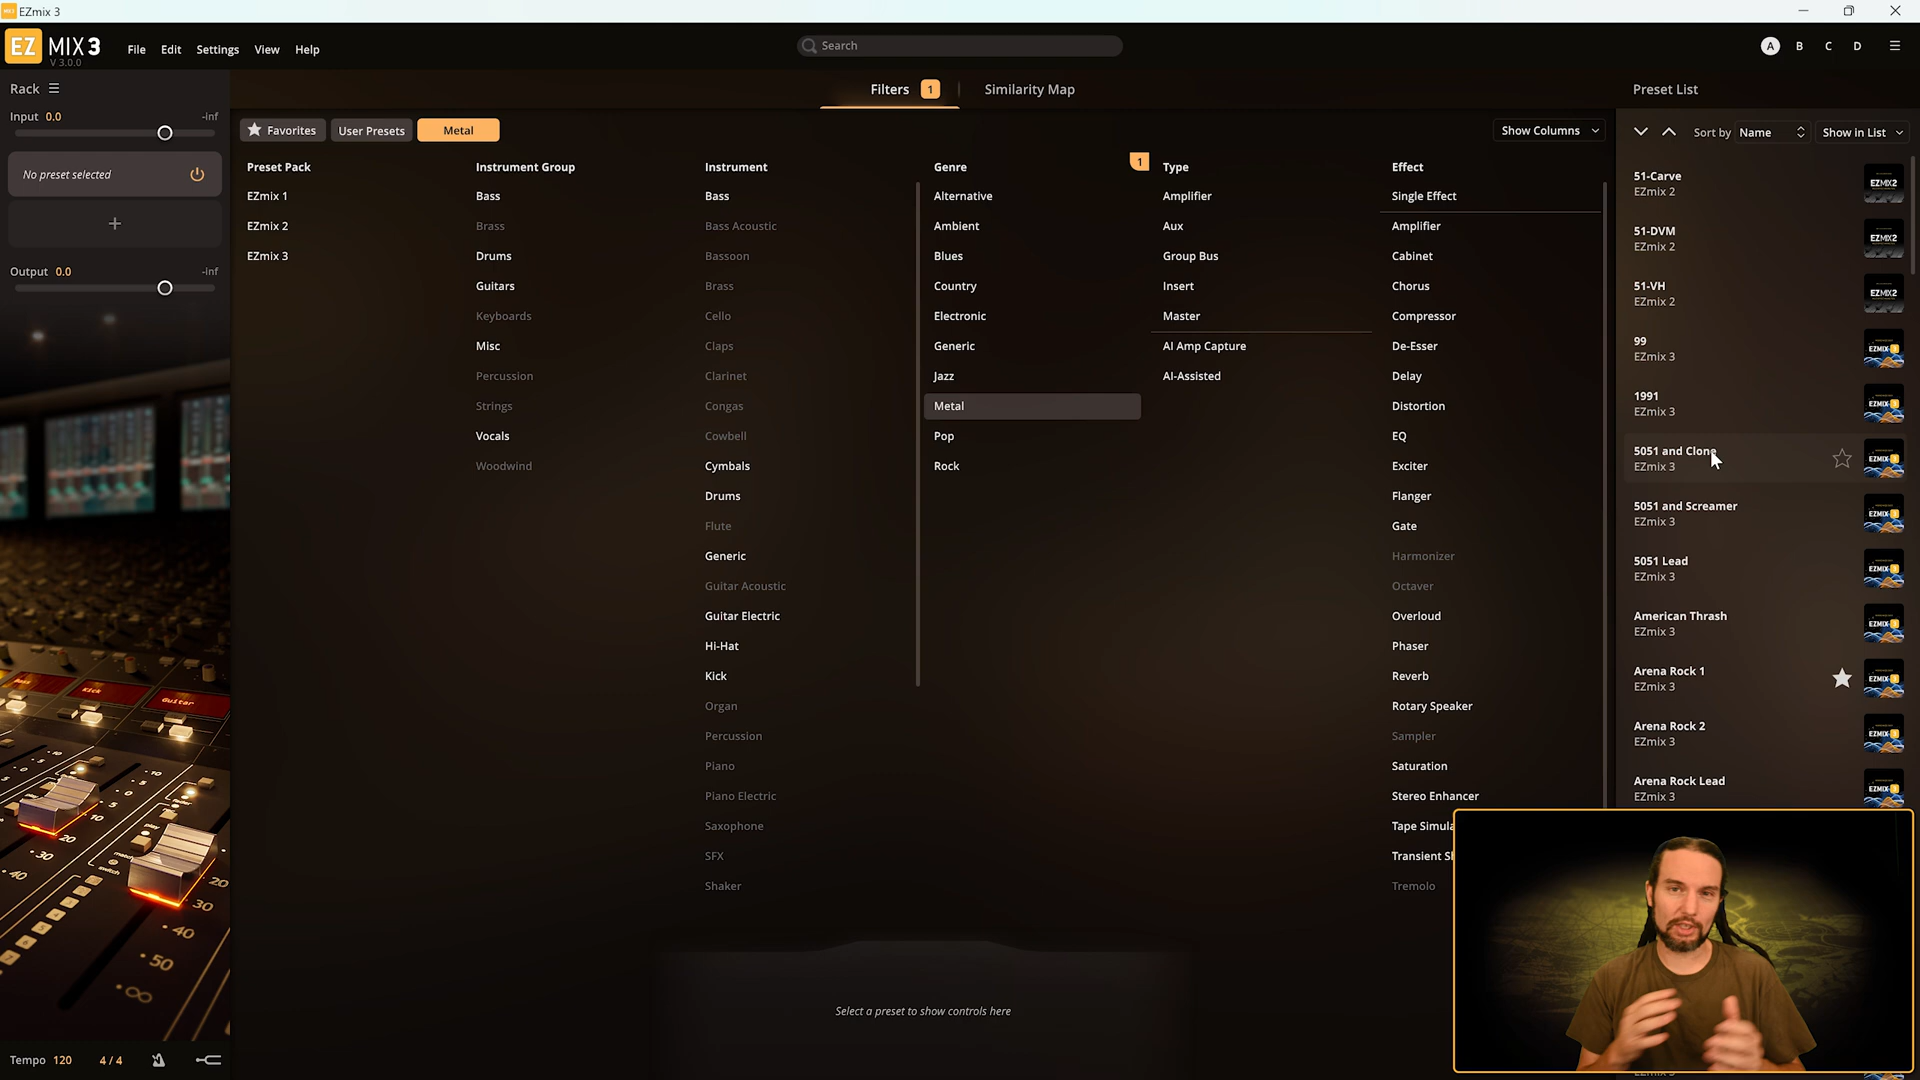 EZmix 3
EZ MIX 3
V 3.0.0
File Edit Settings View Help
Search
A B C D
Rack
Filters 1
Similarity Map
Preset List
Input 0.0 -inf
No preset selected
+
Output 0.0 -inf
Favorites User Presets Metal
Show Columns
Sort by Name
Show in List
Preset Pack
EZmix 1
EZmix 2
EZmix 3
Instrument Group
Bass
Brass
Drums
Guitars
Keyboards
Misc
Percussion
Strings
Vocals
Woodwind
Instrument
Bass
Bass Acoustic
Bassoon
Brass
Cello
Claps
Clarinet
Congas
Cowbell
Cymbals
Drums
Flute
Generic
Guitar Acoustic
Guitar Electric
Hi-Hat
Kick
Organ
Percussion
Piano
Piano Electric
Saxophone
SFX
Shaker
Genre 1
Alternative
Ambient
Blues
Country
Electronic
Generic
Jazz
Metal
Pop
Rock
Type
Amplifier
Aux
Group Bus
Insert
Master
AI Amp Capture
AI-Assisted
Effect
Single Effect
Amplifier
Cabinet
Chorus
Compressor
De-Esser
Delay
Distortion
EQ
Exciter
Flanger
Gate
Harmonizer
Octaver
Overloud
Phaser
Reverb
Rotary Speaker
Sampler
Saturation
Stereo Enhancer
Tape Simula
Transient S
Tremolo
51-Carve
EZmix 2
51-DVM
EZmix 2
51-VH
EZmix 2
99
EZmix 3
1991
EZmix 3
5051 and Clone
EZmix 3
5051 and Screamer
EZmix 3
5051 Lead
EZmix 3
American Thrash
EZmix 3
Arena Rock 1
EZmix 3
Arena Rock 2
EZmix 3
Arena Rock Lead
EZmix 3
Select a preset to show controls here
Tempo 120 4/4